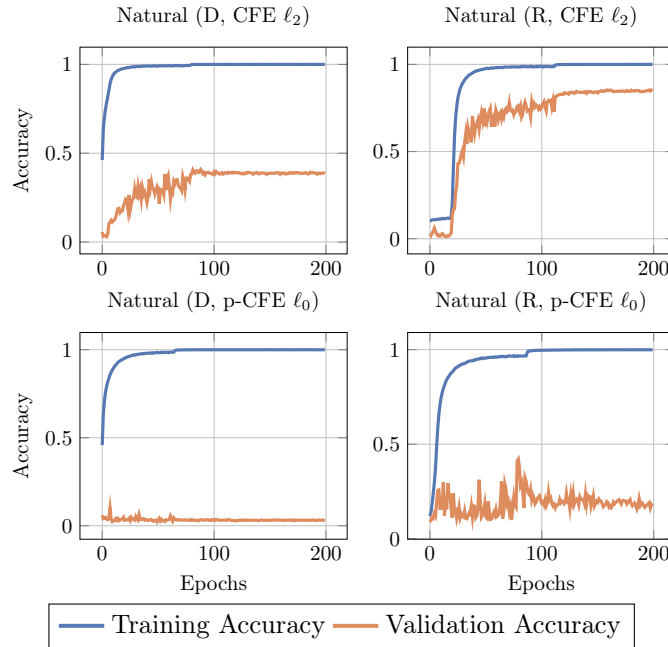 Natural (D, CFE ℓ₂)
Natural (R, CFE ℓ₂)
Accuracy
1
0.5
0
0
100
200
1
0.5
0
0
100
200
Natural (D, p-CFE ℓ₀)
Natural (R, p-CFE ℓ₀)
Accuracy
1
0.5
0
0
100
200
1
0.5
0
0
100
200
Epochs
Epochs
Training Accuracy
Validation Accuracy